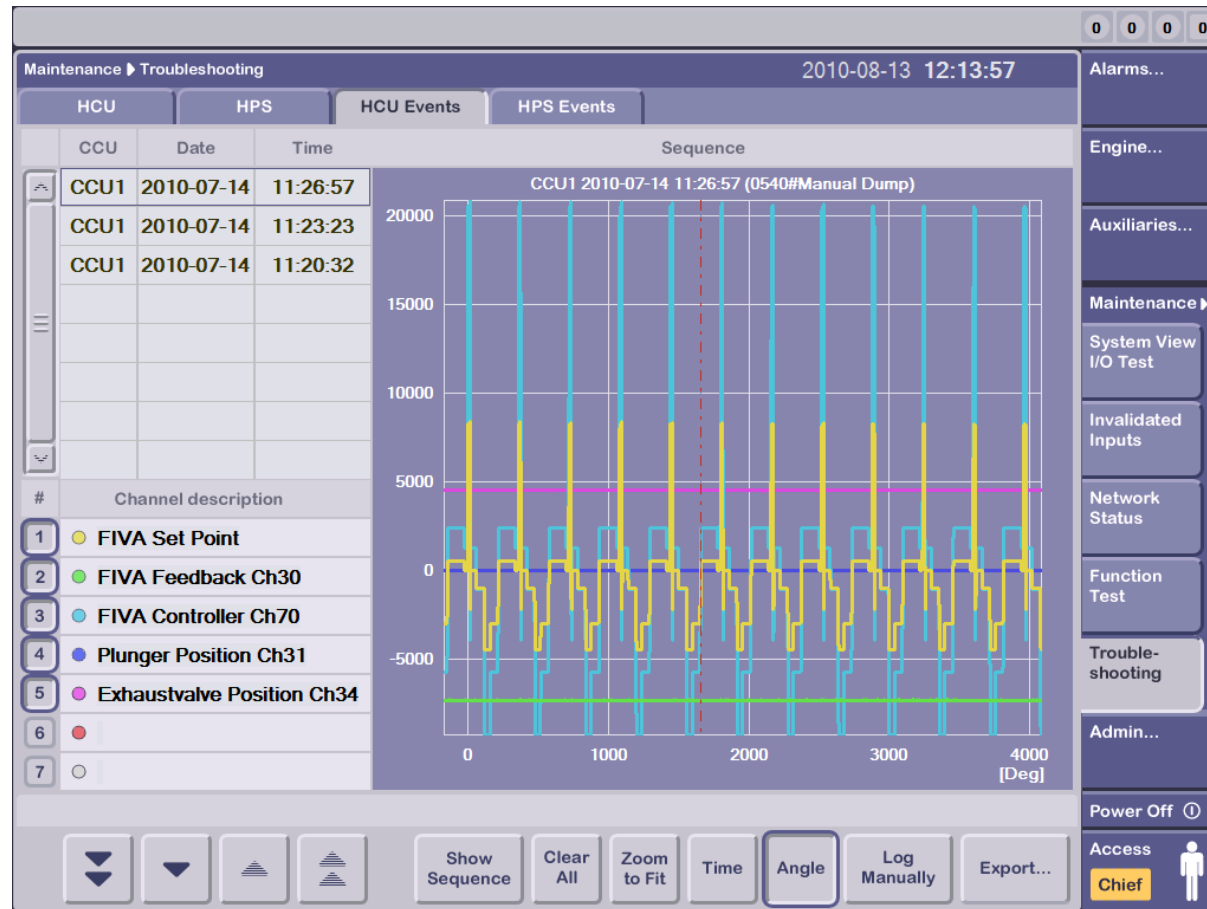 0 0 0 0
Maintenance Troubleshooting 2010-08-13 12:13:57
HCU HPS HCU Events HPS Events
CCU Date Time Sequence
CCU1 2010-07-14 11:26:57
CCU1 2010-07-14 11:23:23
CCU1 2010-07-14 11:20:32
CCU1 2010-07-14 11:26:57 (0540#Manual Dump)
20000
15000
10000
5000
0
-5000
0 1000 2000 3000 4000
[Deg]
# Channel description
1 FIVA Set Point
2 FIVA Feedback Ch30
3 FIVA Controller Ch70
4 Plunger Position Ch31
5 Exhaustvalve Position Ch34
6
7
Show Sequence
Clear All
Zoom to Fit
Time
Angle
Log Manually
Export...
Alarms...
Engine...
Auxiliaries...
Maintenance
System View
I/O Test
Invalidated
Inputs
Network
Status
Function
Test
Trouble-
shooting
Admin...
Power Off
Access
Chief